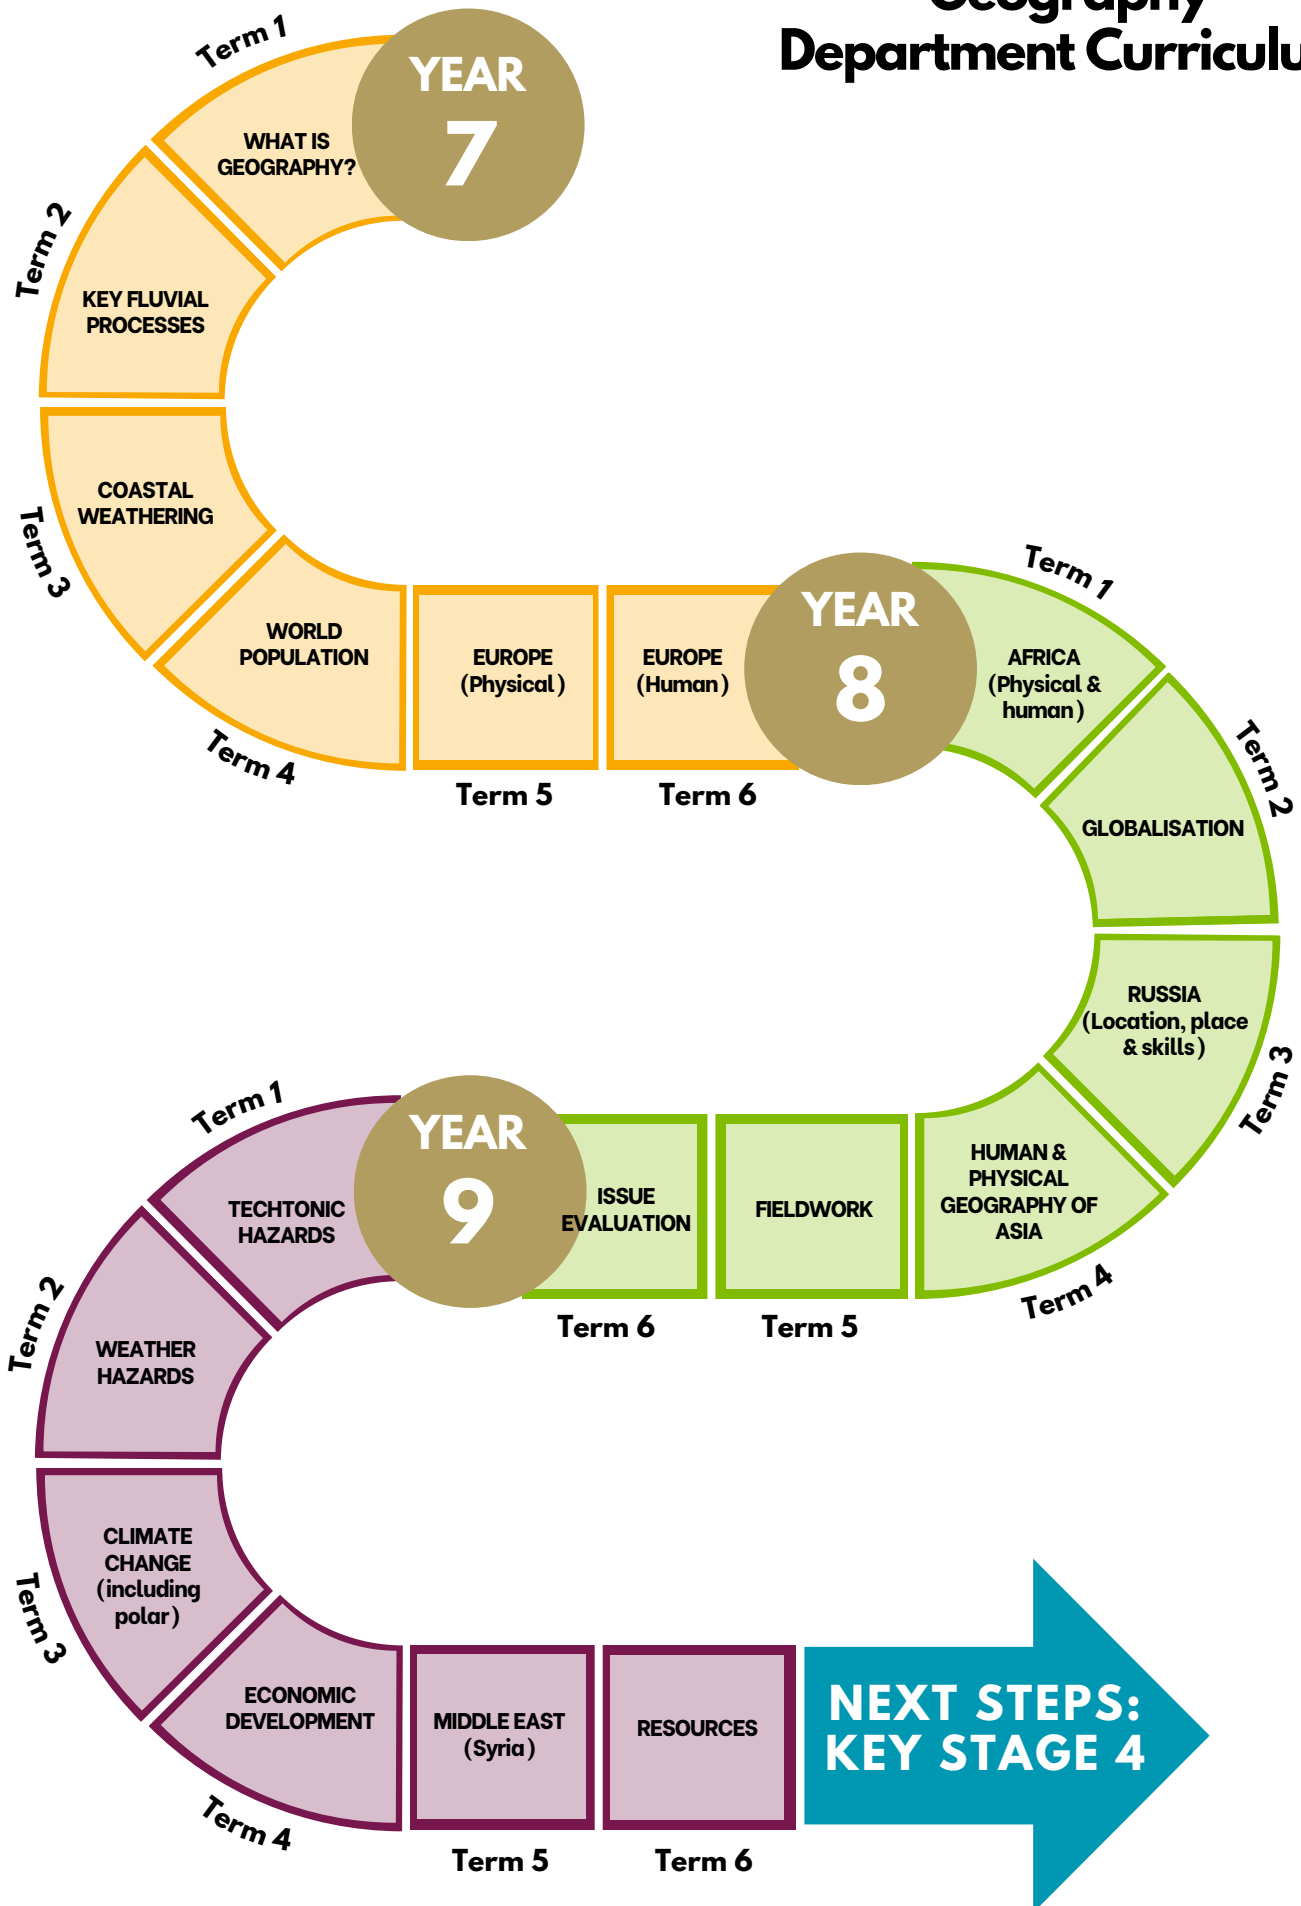 Geography
Department Curriculu
YEAR
7
Term 1
WHAT IS
GEOGRAPHY?
Term 2
KEY FLUVIAL
PROCESSES
Term 3
COASTAL
WEATHERING
Term 4
WORLD
POPULATION
EUROPE
(Physical)
Term 5
EUROPE
(Human)
Term 6
YEAR
8
Term 1
AFRICA
(Physical &
human)
Term 2
GLOBALISATION
RUSSIA
(Location, place
& skills)
Term 3
HUMAN &
PHYSICAL
GEOGRAPHY OF
ASIA
Term 4
FIELDWORK
Term 5
ISSUE
EVALUATION
Term 6
YEAR
9
Term 1
TECHTONIC
HAZARDS
Term 2
WEATHER
HAZARDS
CLIMATE
CHANGE
(including
polar)
Term 3
ECONOMIC
DEVELOPMENT
Term 4
MIDDLE EAST
(Syria)
Term 5
RESOURCES
Term 6
NEXT STEPS:
KEY STAGE 4